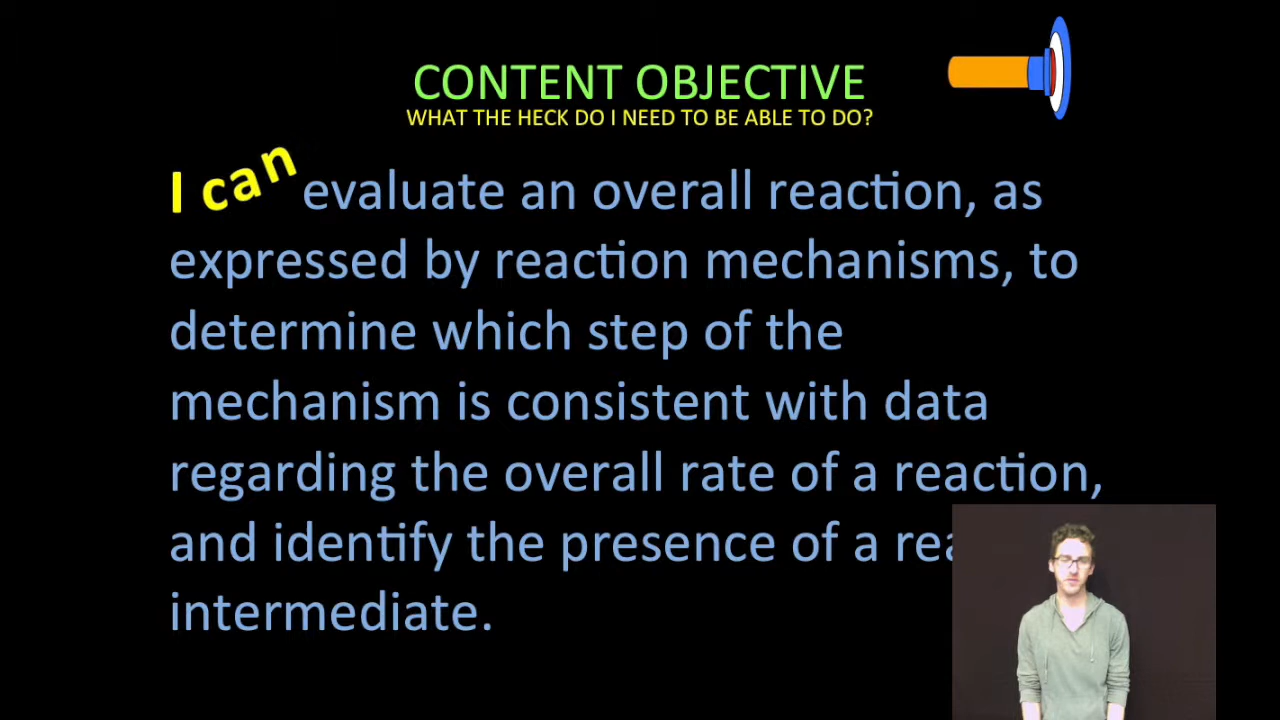 CONTENT OBJECTIVE
WHAT THE HECK DO I NEED TO BE ABLE TO DO?
I can evaluate an overall reaction, as
expressed by reaction mechanisms, to
determine which step of the
mechanism is consistent with data
regarding the overall rate of a reaction,
and identify the presence of a
intermediate.